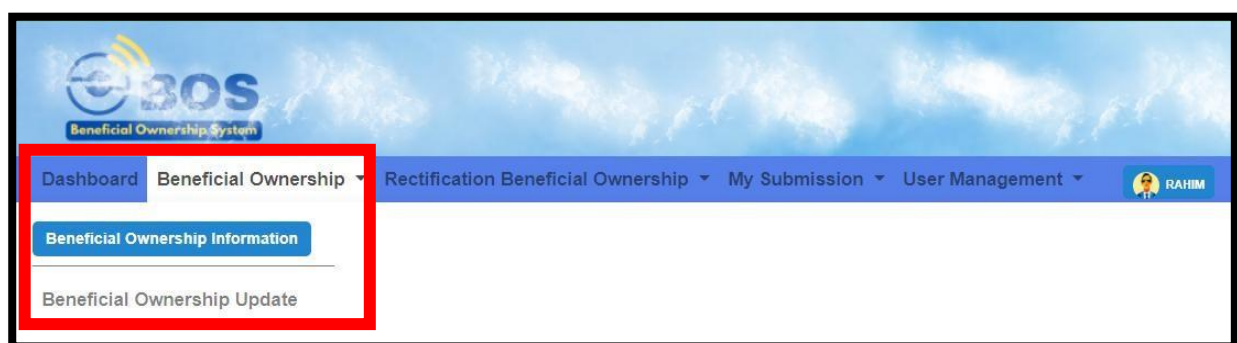 eBOS
Beneficial Ownership System
Dashboard Beneficial Ownership Rectification Beneficial Ownership My Submission User Management RAHIM
Beneficial Ownership Information
Beneficial Ownership Update